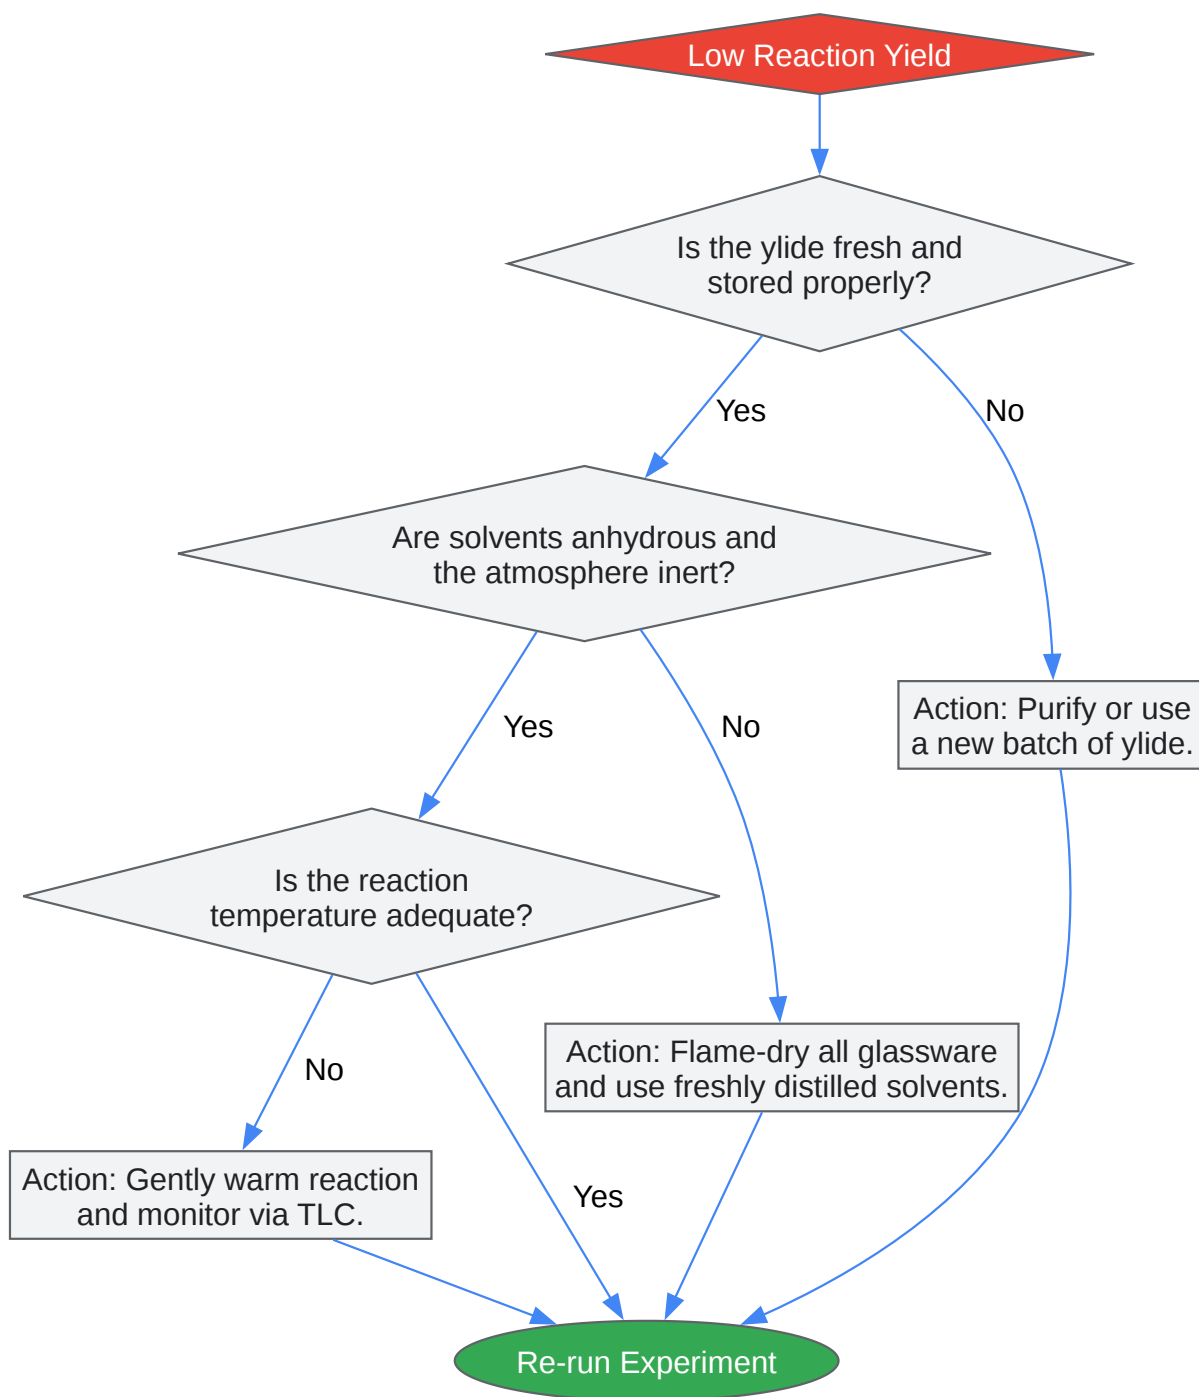 Low Reaction Yield
Is the ylide fresh and
stored properly?
Yes
No
Are solvents anhydrous and
the atmosphere inert?
Yes
No
Action: Purify or use
a new batch of ylide.
Is the reaction
temperature adequate?
No
Yes
Action: Flame-dry all glassware
and use freshly distilled solvents.
Action: Gently warm reaction
and monitor via TLC.
Re-run Experiment